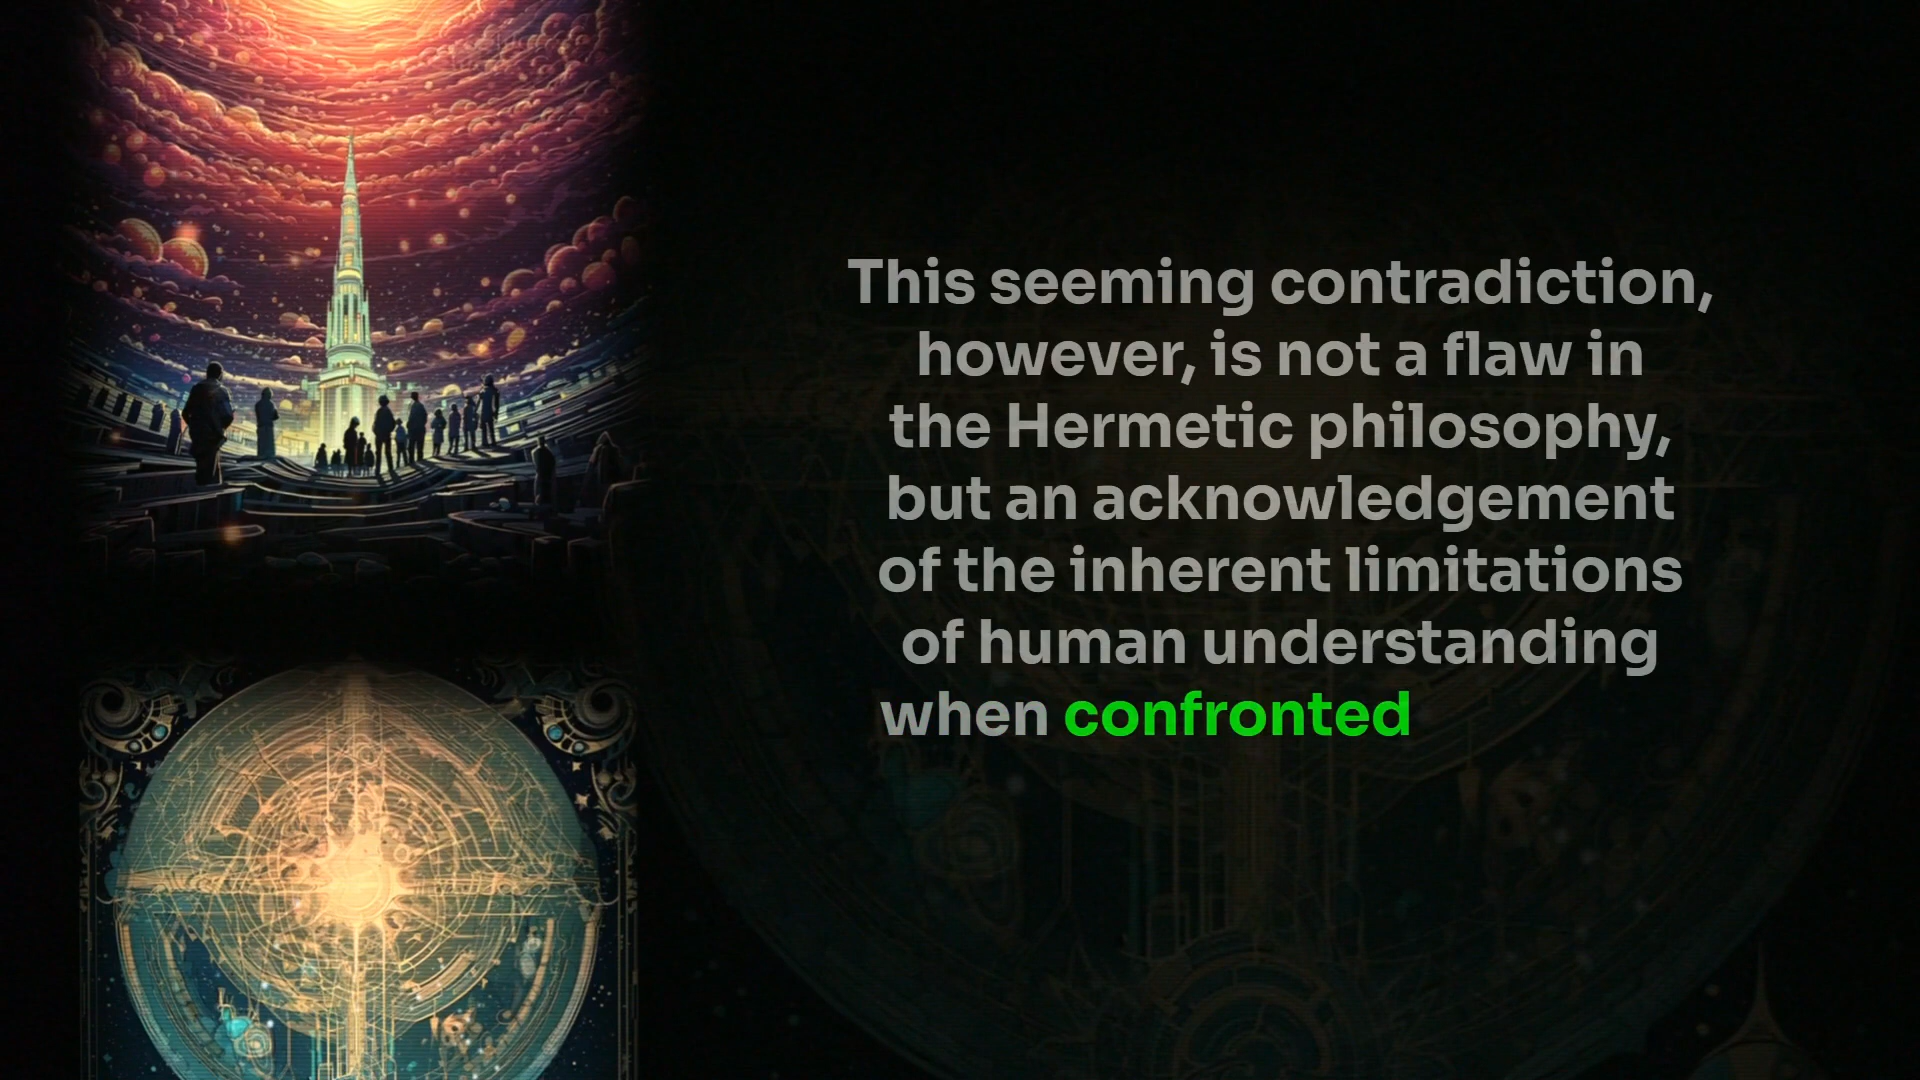 This seeming contradiction,
however, is not a flaw in
the Hermetic philosophy,
but an acknowledgement
of the inherent limitations
of human understanding
when confronted